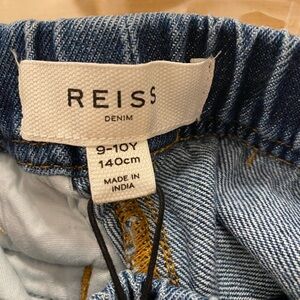 REISS
DENIM
9-10Y
140cm
MADE IN
INDIA